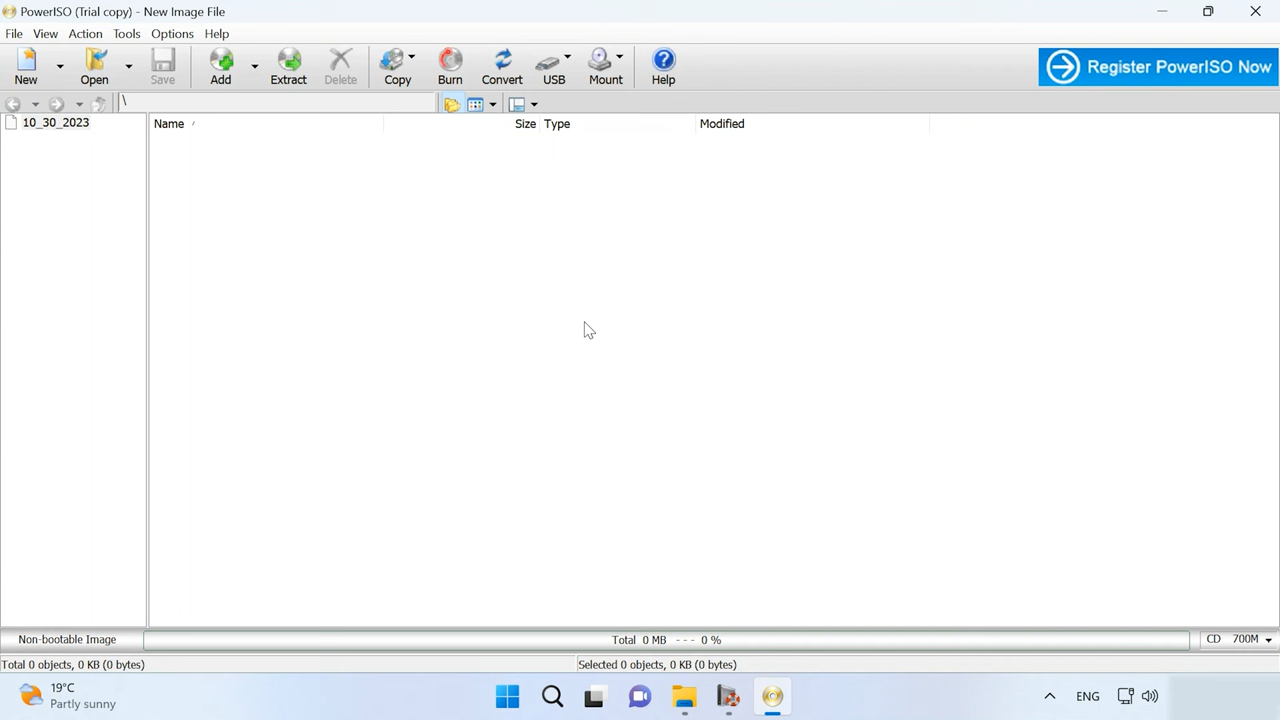 PowerISO (Trial copy) - New Image File
File View Action Tools Options Help
New Open Save Add Extract Delete Copy Burn Convert USB Mount Help
Register PowerISO Now
\
10_30_2023
Name Size Type Modified
Non-bootable Image Total 0 MB --- 0 % CD 700M
Total 0 objects, 0 KB (0 bytes) Selected 0 objects, 0 KB (0 bytes)
19°C
Partly sunny
ENG